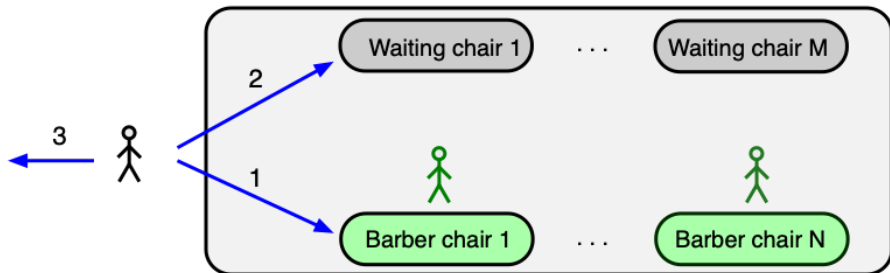 Waiting chair 1 . . . Waiting chair M
2
3
1
Barber chair 1 . . . Barber chair N